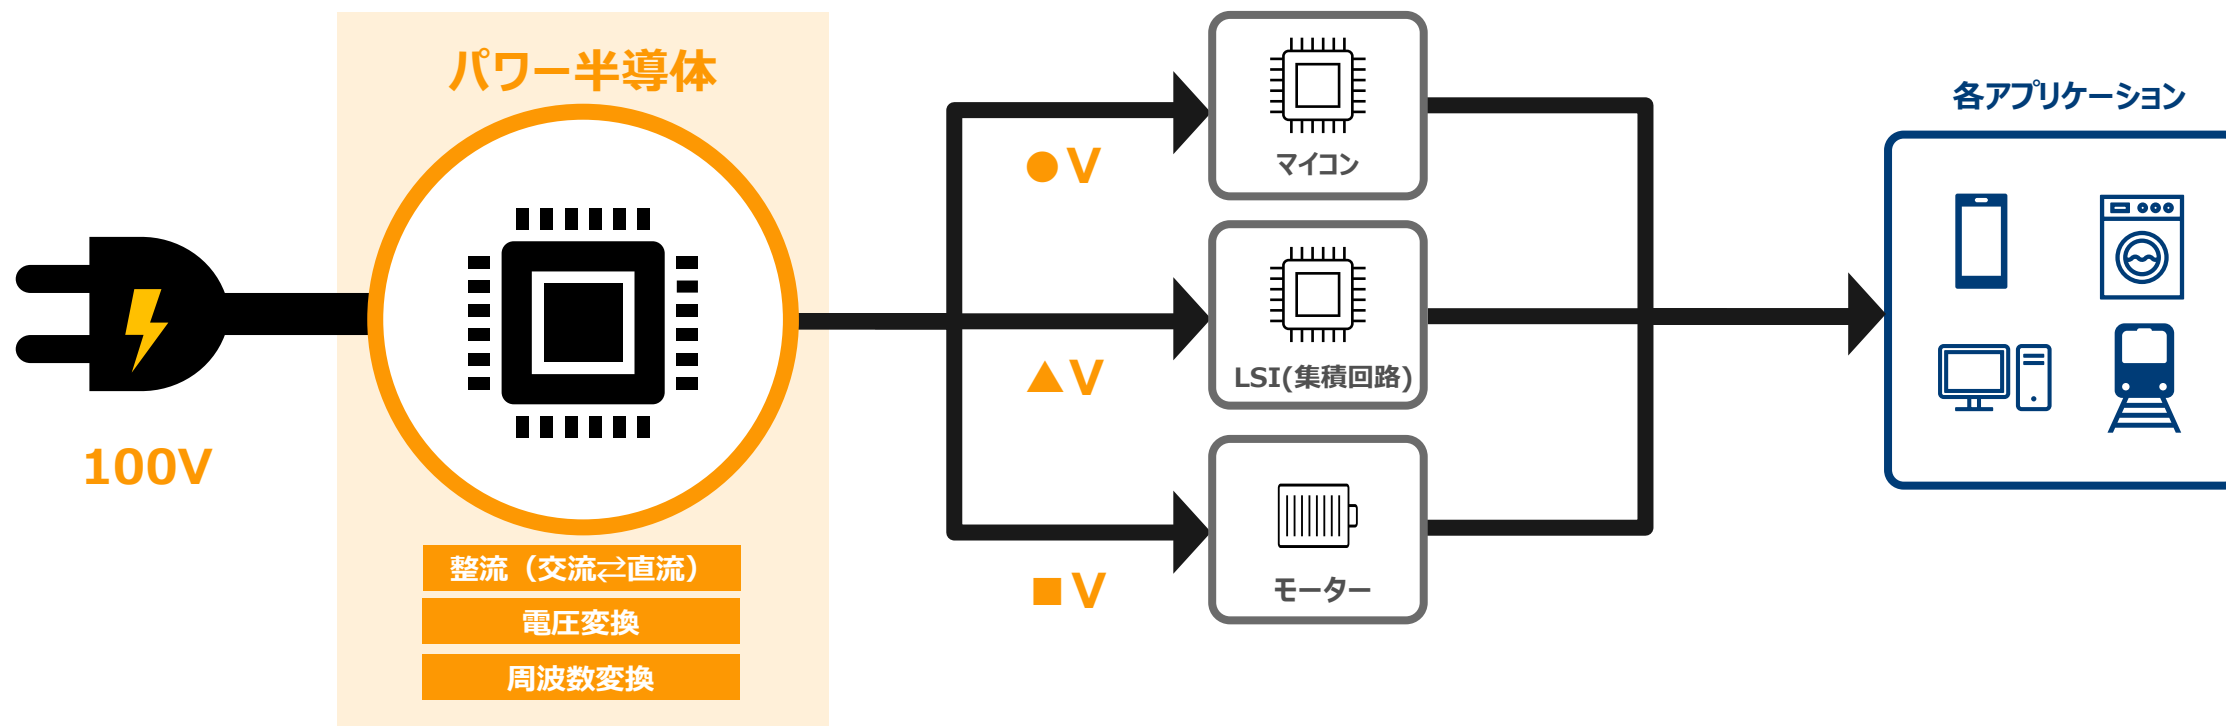 パワー半導体
100V
整流（交流⇄直流）
電圧変換
周波数変換
●V
▲V
■V
マイコン
LSI(集積回路)
モーター
各アプリケーション